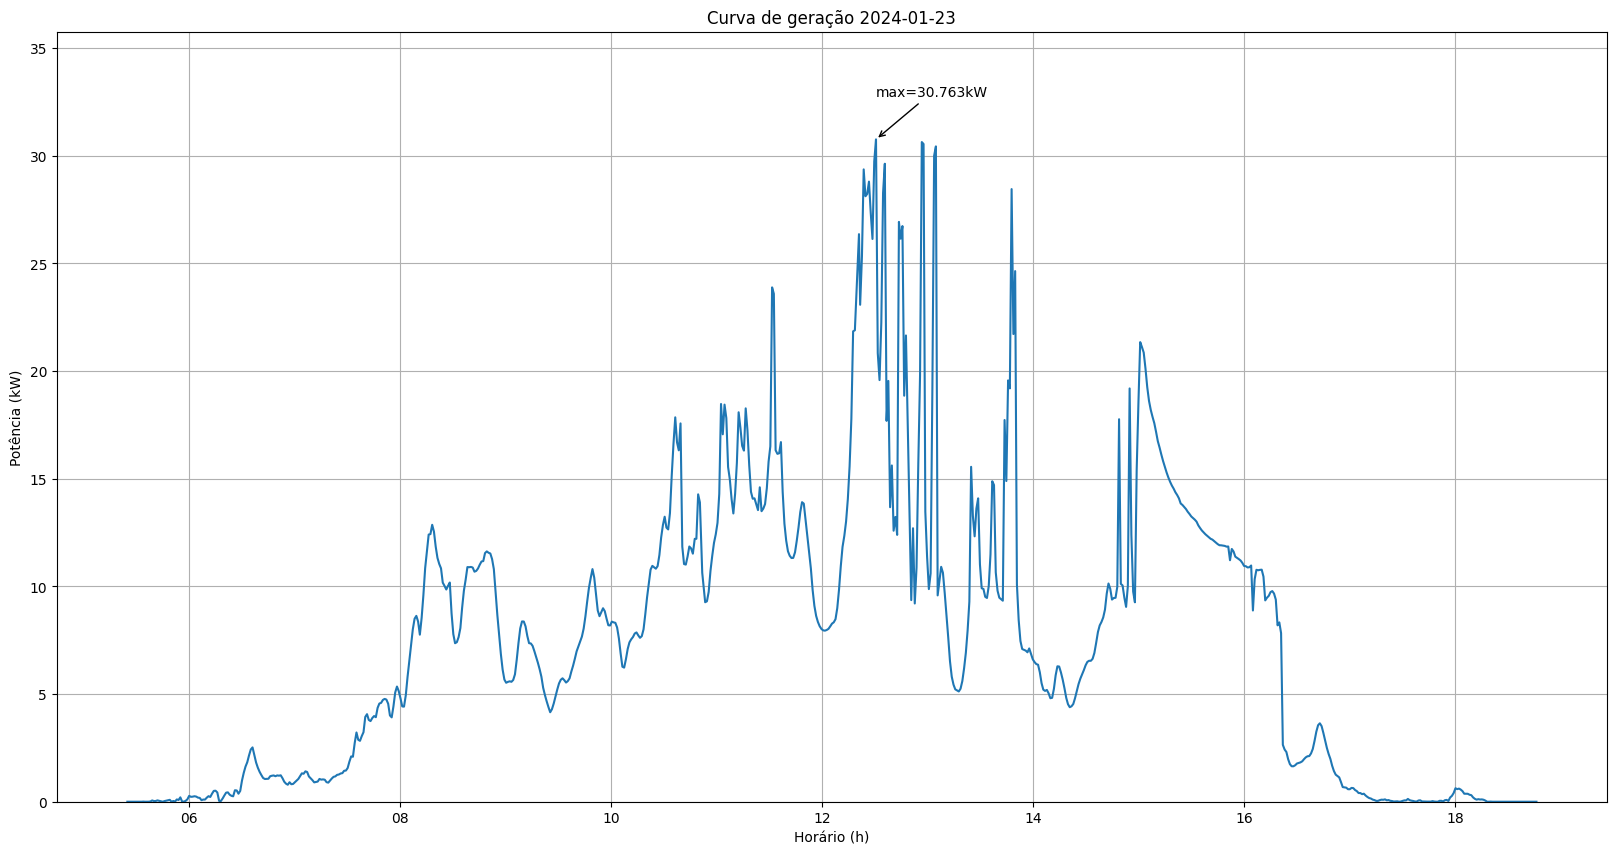 Curva de geração 2024-01-23
35
max=30.763kW
30
25
20
15
10
5
0
Potência (kW)
06 08 10 12 14 16 18
Horário (h)